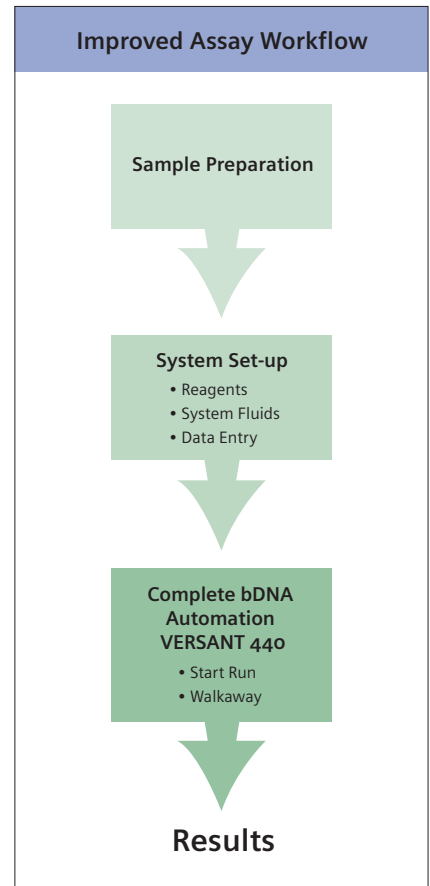 Improved Assay Workflow
Sample Preparation
System Set-up
• Reagents
• System Fluids
• Data Entry
Complete bDNA
Automation
VERSANT 440
• Start Run
• Walkaway
Results